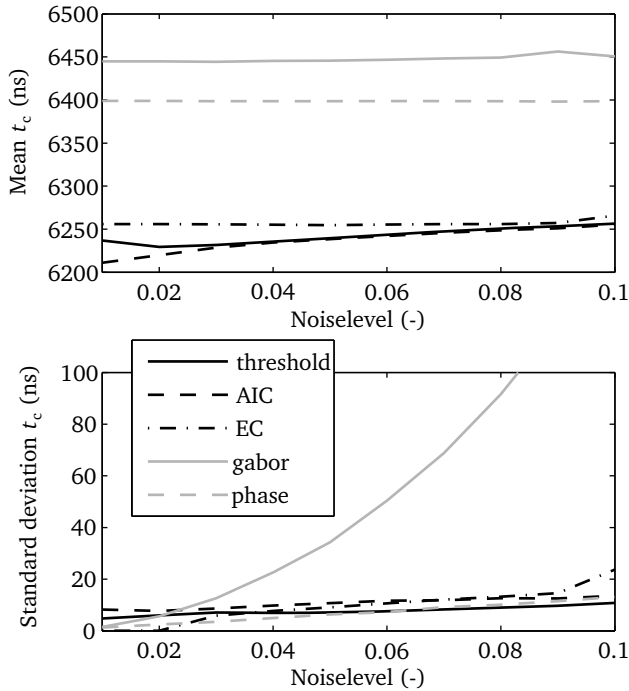 Mean t_c (ns)
6500
6450
6400
6350
6300
6250
6200
0.02 0.04 0.06 0.08 0.1
Noiselevel (-)
threshold
AIC
EC
gabor
phase
Standard deviation t_c (ns)
100
80
60
40
20
0
0.02 0.04 0.06 0.08 0.1
Noiselevel (-)